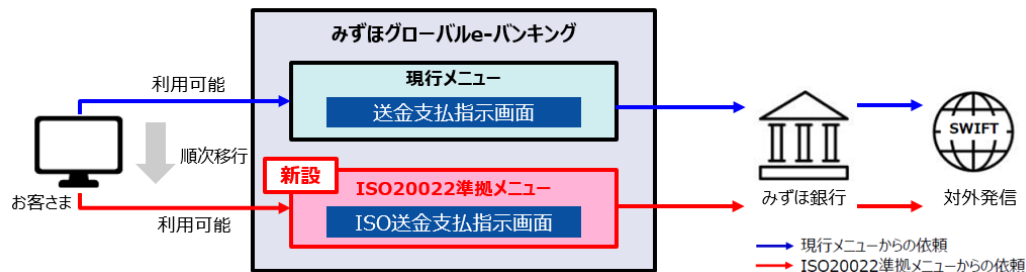 みずほグローバルe-バンキング
利用可能
現行メニュー
送金支払指示画面
順次移行
お客さま
新設
ISO20022準拠メニュー
利用可能
ISO送金支払指示画面
みずほ銀行
SWIFT
対外発信
現行メニューからの依頼
ISO20022準拠メニューからの依頼